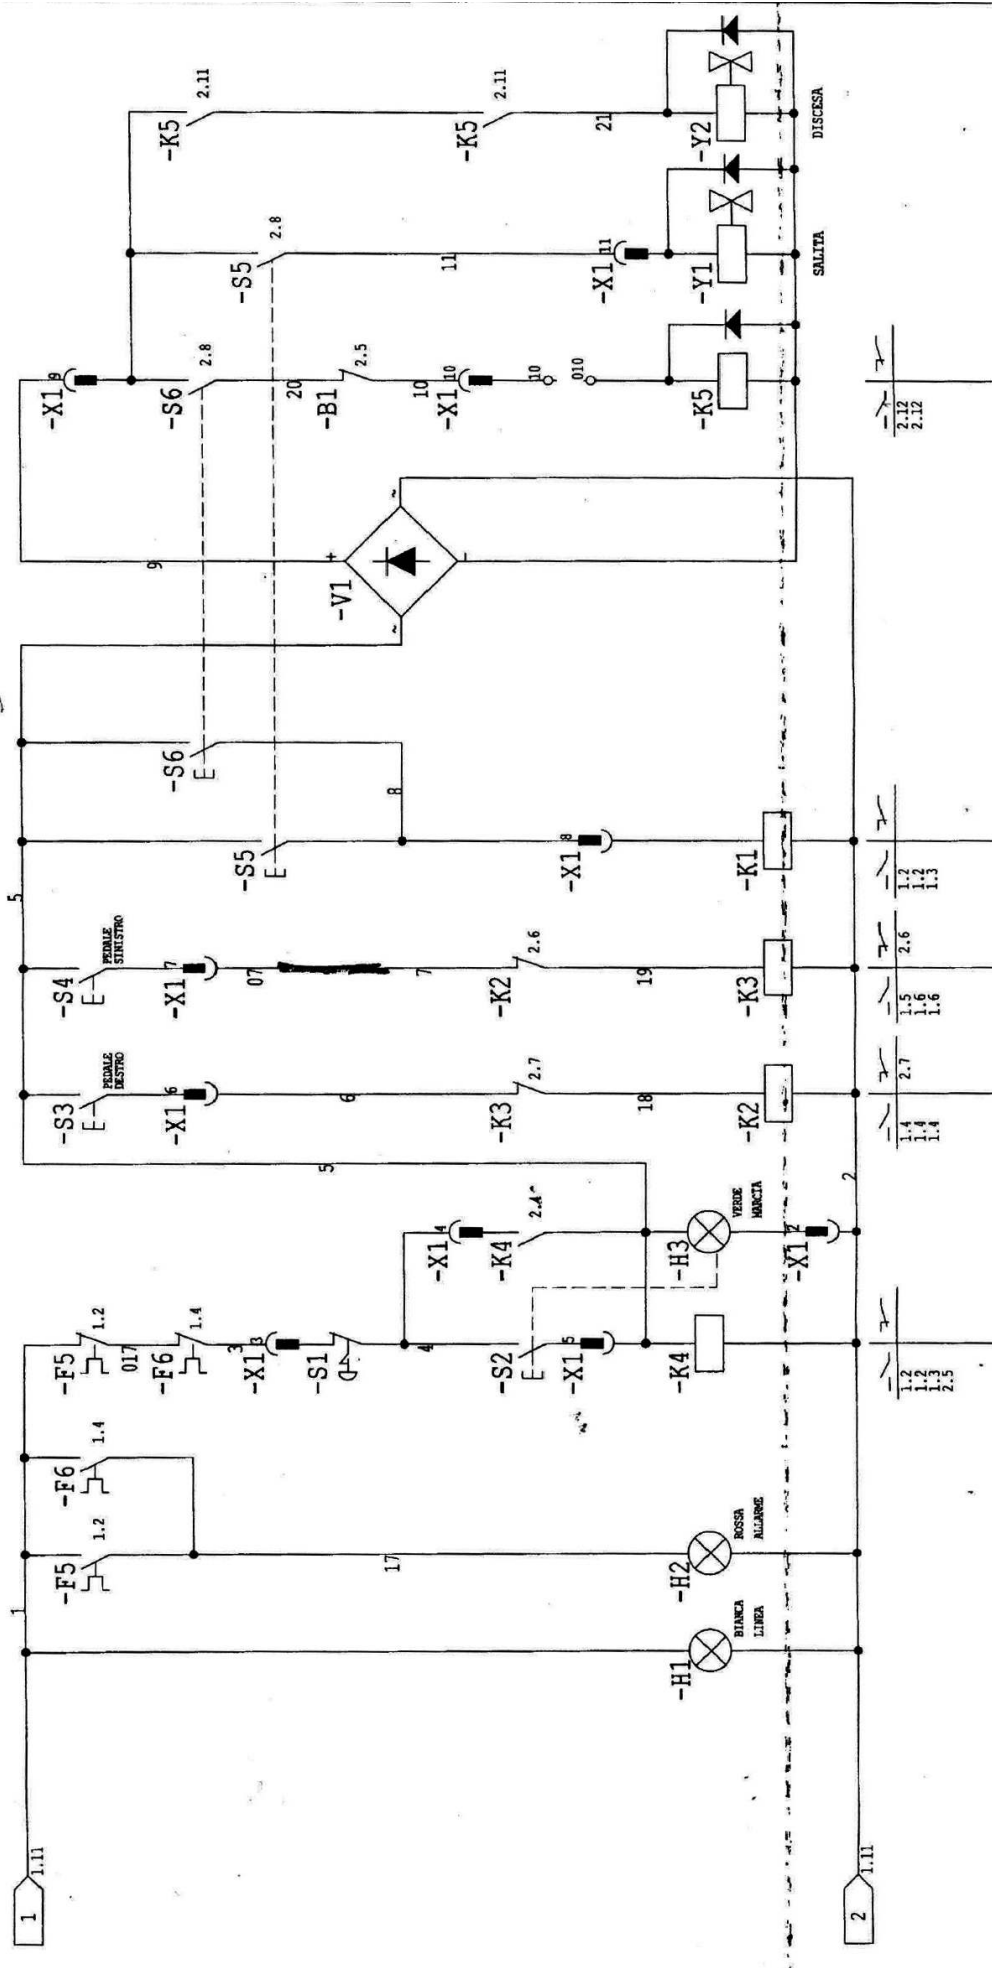 1
1.11
1
-F5
1.2
-F6
1.4
17
-H1
BIANCA
LINEA
-H2
ROSSA
ALLARME
-F5
1.2
017
-F6
1.4
3
-X1
3
-S1
4
-S2
-X1
5
-K4
-X1
4
-K4
2.4
-H3
VERDE
MARCIA
-X1
2
5
2
-S3
PEDALE
DESTRO
-X1
6
6
-K3
2.7
18
-K2
-S4
PEDALE
SINISTRO
-X1
7
07
7
-K2
2.6
19
-K3
5
-S5
8
-X1
8
-K1
-S6
-V1
~
~
+
-
9
-X1
9
-S6
2.8
20
-B1
2.5
10
-X1
10
10
010
-K5
-S5
2.8
11
-X1
11
-Y1
SALITA
-K5
2.11
-K5
2.11
21
-Y2
DISCESA
2
1.11
1.2
1.2
1.3
2.5
1.4
1.4
1.4
2.7
1.5
1.6
1.6
2.6
1.2
1.2
1.3
2.12
2.12